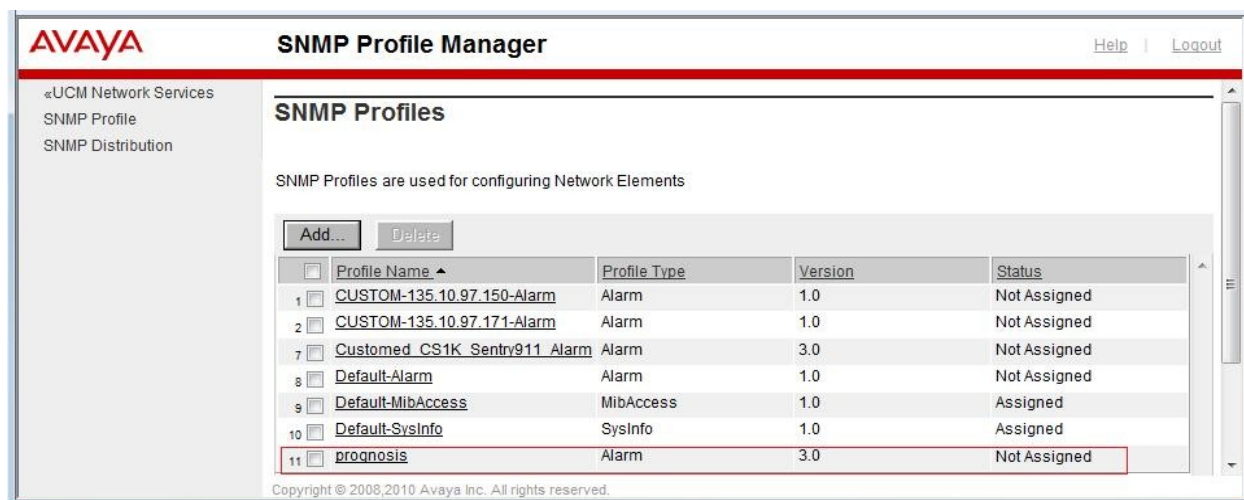 AVAYA
SNMP Profile Manager
Help | Logout
«UCM Network Services
SNMP Profile
SNMP Distribution
SNMP Profiles
SNMP Profiles are used for configuring Network Elements
Add... Delete
Profile Name Profile Type Version Status
1 CUSTOM-135.10.97.150-Alarm Alarm 1.0 Not Assigned
2 CUSTOM-135.10.97.171-Alarm Alarm 1.0 Not Assigned
7 Customed_CS1K_Sentry911_Alarm Alarm 3.0 Not Assigned
8 Default-Alarm Alarm 1.0 Not Assigned
9 Default-MibAccess MibAccess 1.0 Assigned
10 Default-SysInfo SysInfo 1.0 Assigned
11 prognosis Alarm 3.0 Not Assigned
Copyright © 2008,2010 Avaya Inc. All rights reserved.